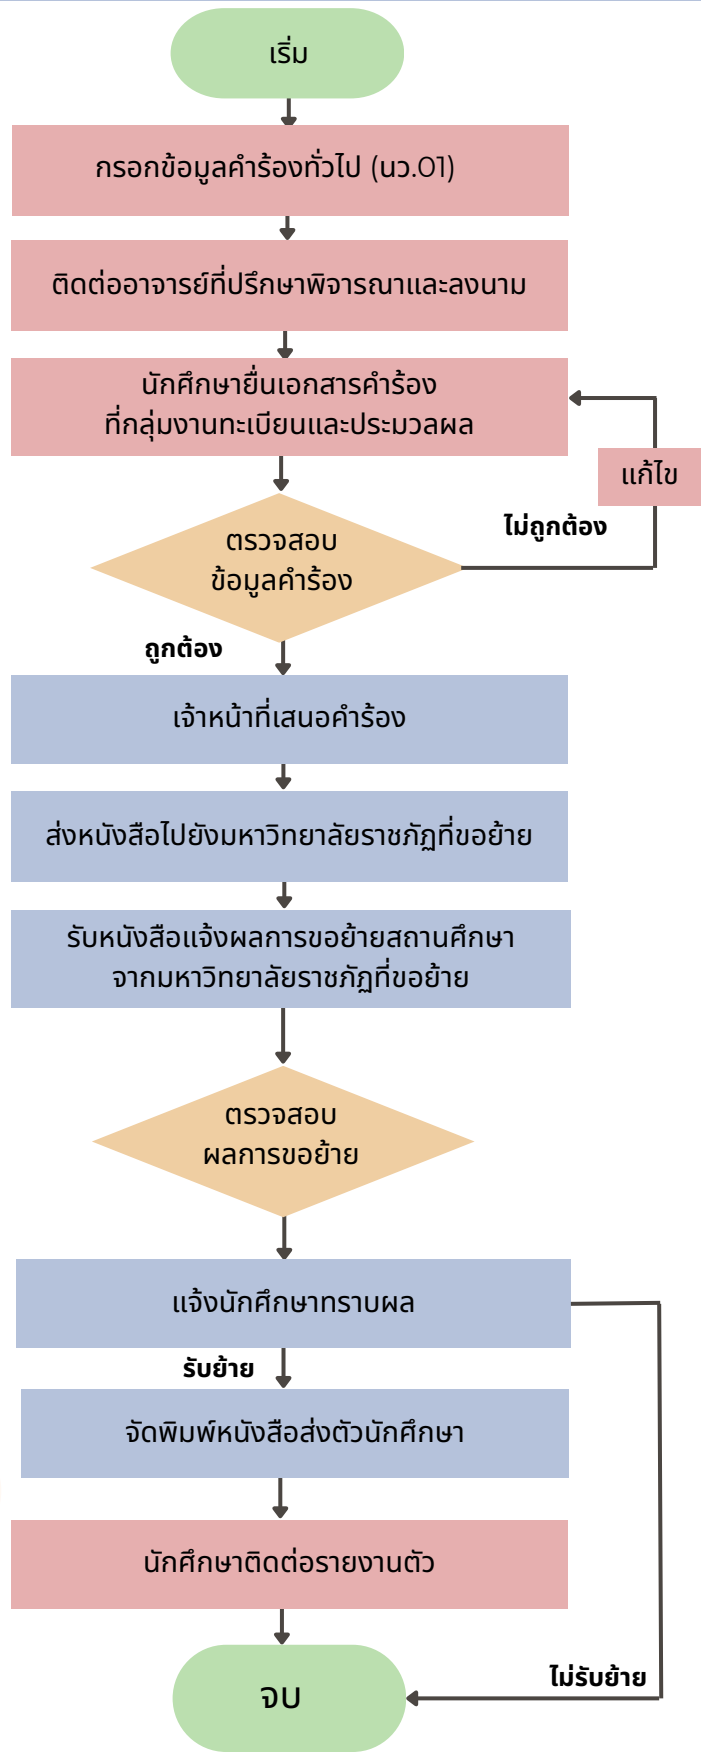 เริ่ม
กรอกข้อมูลคำร้องทั่วไป (นว.01)
ติดต่ออาจารย์ที่ปรึกษาพิจารณาและลงนาม
นักศึกษายื่นเอกสารคำร้อง
ที่กลุ่มงานทะเบียนและประมวลผล
แก้ไข
ไม่ถูกต้อง
ตรวจสอบ
ข้อมูลคำร้อง
ถูกต้อง
เจ้าหน้าที่เสนอคำร้อง
ส่งหนังสือไปยังมหาวิทยาลัยราชภัฏที่ขอย้าย
รับหนังสือแจ้งผลการขอย้ายสถานศึกษา
จากมหาวิทยาลัยราชภัฏที่ขอย้าย
ตรวจสอบ
ผลการขอย้าย
แจ้งนักศึกษาทราบผล
รับย้าย
จัดพิมพ์หนังสือส่งตัวนักศึกษา
นักศึกษาติดต่อรายงานตัว
ไม่รับย้าย
จบ